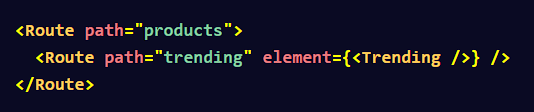 <Route path="products">
  <Route path="trending" element={<Trending />} />
</Route>